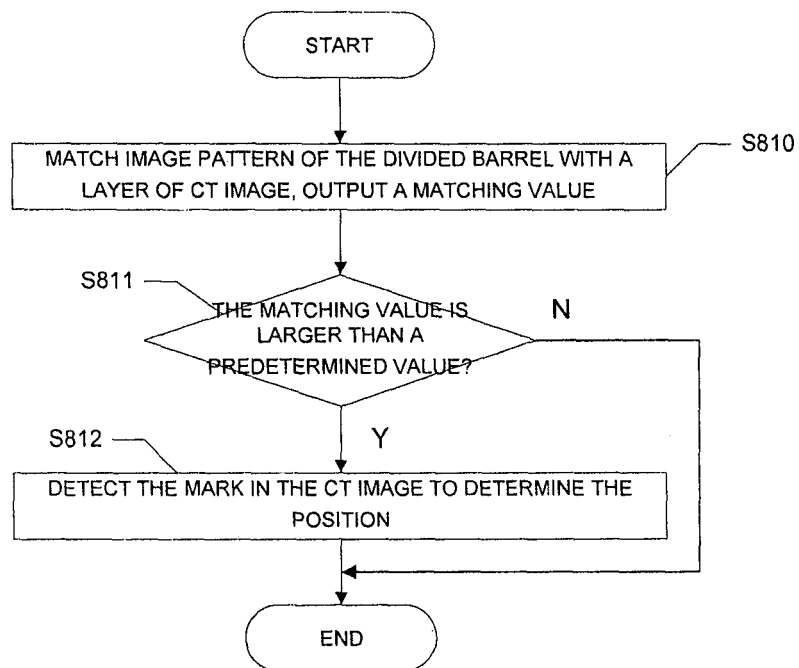 START
MATCH IMAGE PATTERN OF THE DIVIDED BARREL WITH A
LAYER OF CT IMAGE, OUTPUT A MATCHING VALUE
S810
S811
THE MATCHING VALUE IS
LARGER THAN A
PREDETERMINED VALUE?
N
Y
S812
DETECT THE MARK IN THE CT IMAGE TO DETERMINE THE
POSITION
END